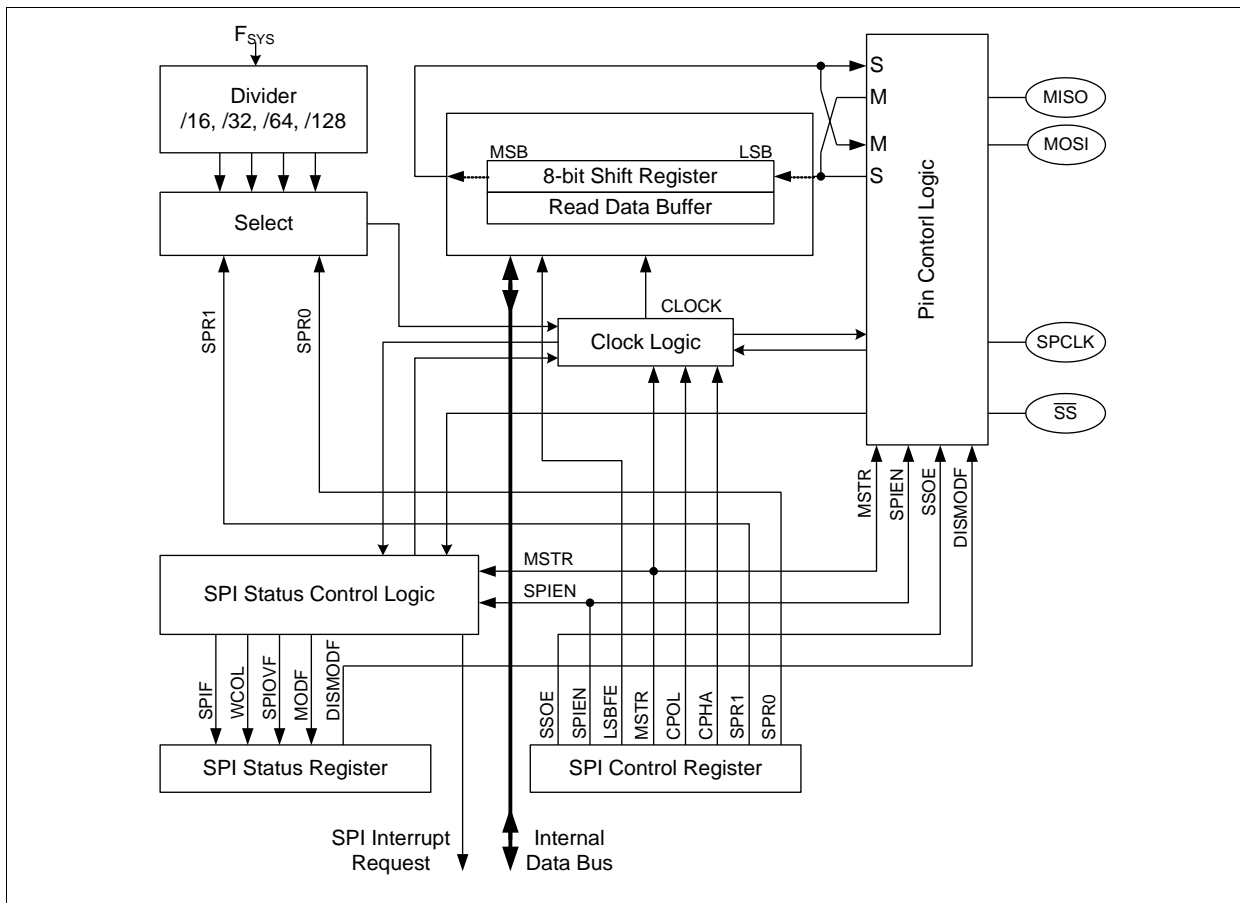 FSYS
Divider
/16, /32, /64, /128
Select
MSB
LSB
8-bit Shift Register
Read Data Buffer
S
M
M
S
Pin Contorl Logic
MISO
MOSI
SPCLK
SS
SPR1
SPR0
CLOCK
Clock Logic
MSTR
SPIEN
SSOE
DISMODF
SPI Status Control Logic
MSTR
SPIEN
SPIF
WCOL
SPIOVF
MODF
DISMODF
SSOE
SPIEN
LSBFE
MSTR
CPOL
CPHA
SPR1
SPR0
SPI Status Register
SPI Control Register
SPI Interrupt
Request
Internal
Data Bus